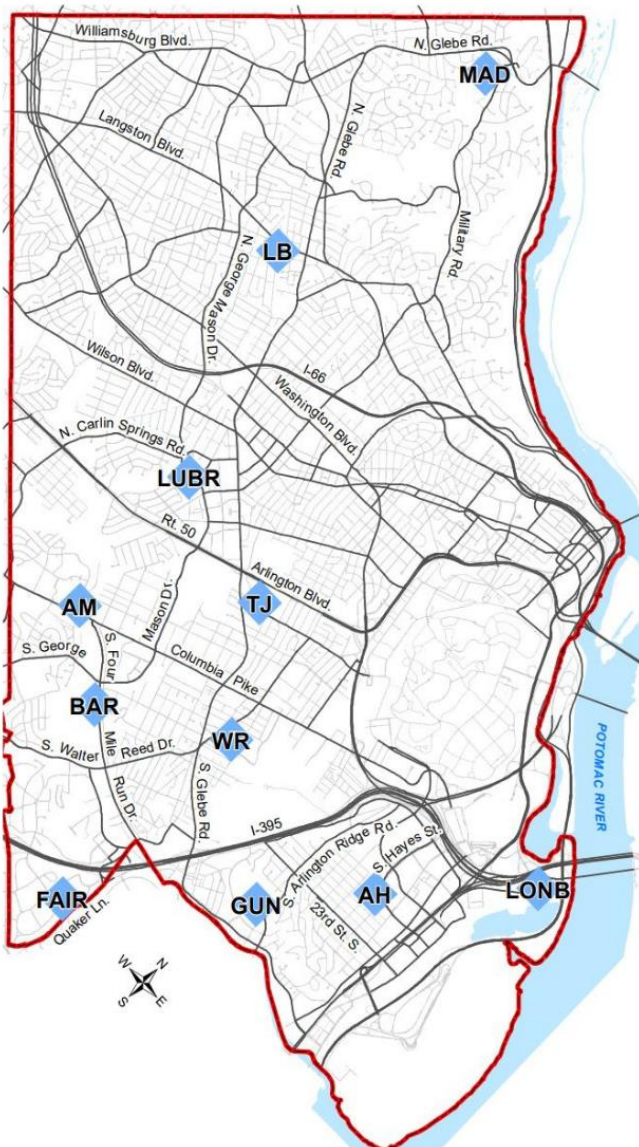 Williamsburg Blvd.
N. Glebe Rd.
MAD
Langston Blvd.
N. Glebe Rd.
Military Rd.
LB
N. George Mason Dr.
Wilson Blvd.
I-66
Washington Blvd.
N. Carlin Springs Rd.
LUBR
Rt. 50
Arlington Blvd.
AM
TJ
Mason Dr.
S. George
S. Four
Columbia Pike
BAR
Mile
WR
S. Walter Reed Dr.
POTOMAC RIVER
Run Dr.
S. Glebe Rd.
I-395
S. Arlington Ridge Rd.
S. Hayes St.
FAIR
GUN
AH
LONB
23rd St. S.
Quaker Ln.
W
N
S
E